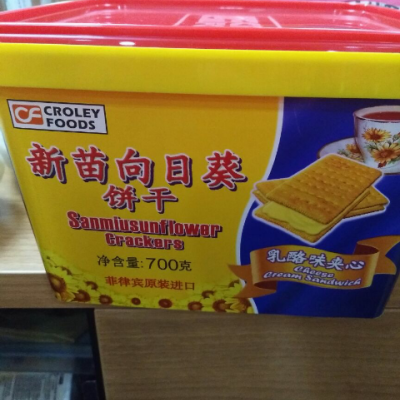 CROLEY
FOODS
新苗向日葵
饼干
Sanmiusunflower
Crackers
净含量:700克
菲律宾原装进口
乳酪味夹心
Cheese
Cream Sandwich